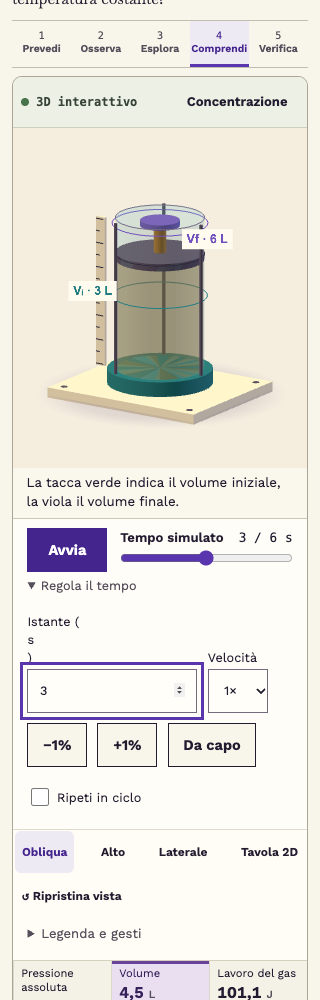 temperatura costante?
1
Prevedi
2
Osserva
3
Esplora
4
Comprendi
5
Verifica
3D interattivo
Concentrazione
Vf · 6 L
Vᵢ · 3 L
La tacca verde indica il volume iniziale,
la viola il volume finale.
Avvia
Tempo simulato 3 / 6 s
▼ Regola il tempo
Istante (
s
)
Velocità
3
1×
−1%
+1%
Da capo
Ripeti in ciclo
Obliqua
Alto
Laterale
Tavola 2D
↺ Ripristina vista
▶ Legenda e gesti
Pressione
assoluta
Volume
4,5 L
Lavoro del gas
101,1 J